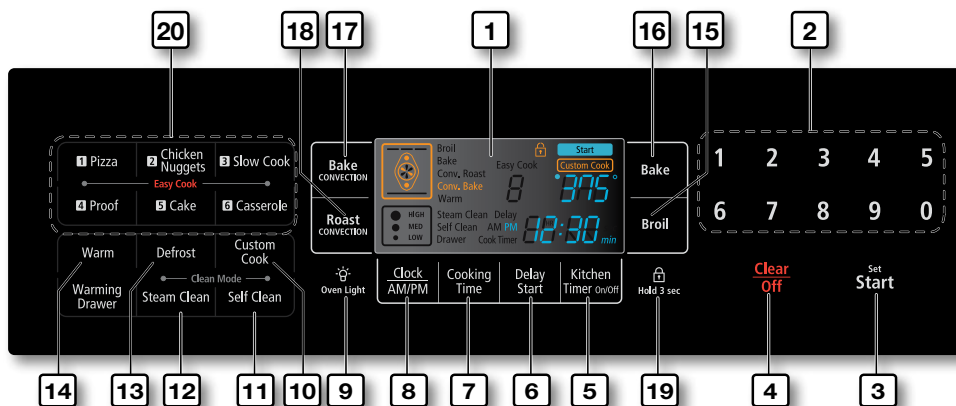 20
18
17
1
16
15
2
1 Pizza
2 Chicken
Nuggets
3 Slow Cook
Easy Cook
4 Proof
5 Cake
6 Casserole
Warm
Defrost
Custom
Cook
Clean Mode
Warming
Drawer
Steam Clean
Self Clean
Bake
CONVECTION
Roast
CONVECTION
Broil
Bake
Conv. Roast
Conv. Bake
Warm
Easy Cook
8
Start
Custom Cook
375°
HIGH
MED
LOW
Steam Clean Delay
Self Clean AM PM
Drawer Cook Timer
12:30 min
Bake
Broil
Oven Light
Clock
AM/PM
Cooking
Time
Delay
Start
Kitchen
Timer On/Off
Hold 3 sec
1 2 3 4 5
6 7 8 9 0
Clear
Off
Set
Start
14
13
12
11
10
9
8
7
6
5
19
4
3